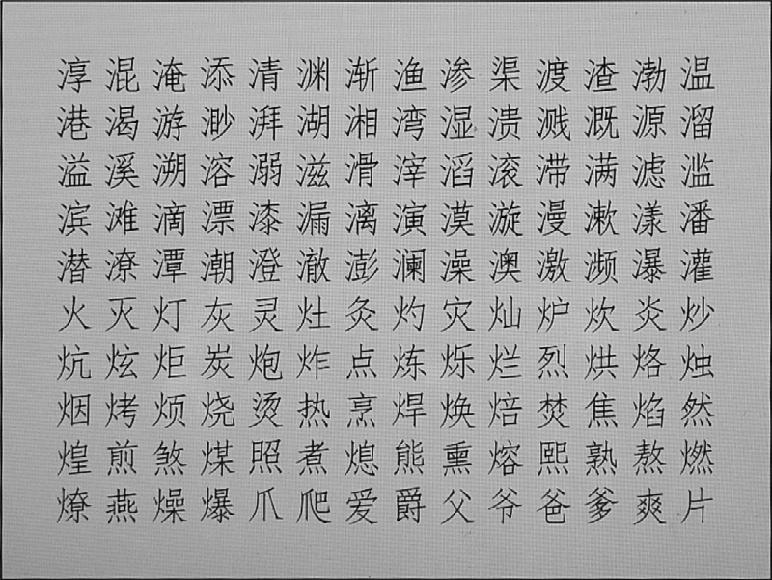 淳混淹添清渊渐渔渗渠渡渣渤温
港渴游渺湃湖湘湾湿溃溅溉源溜
溢溪溯溶溺滋滑滓滔滚滞满滤滥
滨滩滴漂漆漏漓演漠漩漫漱漾潘
潜潦潭潮澄澈澎澜澡澳激濒瀑灌
火灭灯灰灵灶灸灼灾灿炉炊炎炒
炕炫炬炭炮炸点炼烁烂烈烘烙烛
烟烤烦烧烫热烹焊焕焙焚焦焰然
煌煎煞煤照煮熄熊熏熔熙熟熬燃
燎燕燥爆爪爬爱爵父爷爸爹爽片